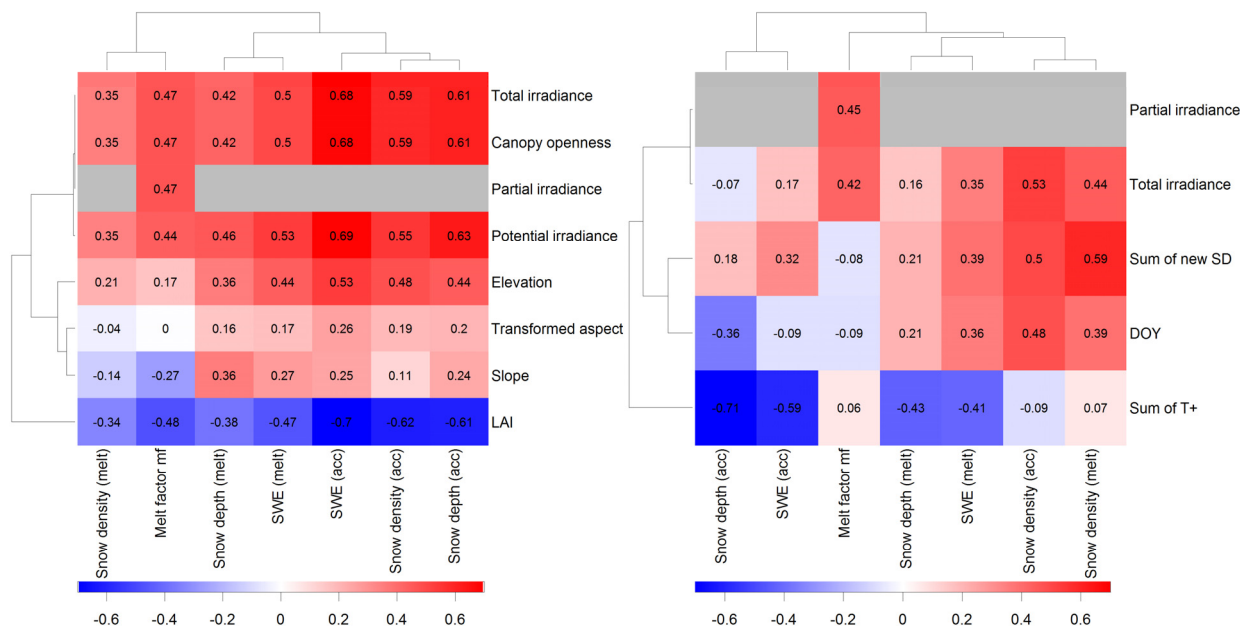 0.35 0.47 0.42 0.5 0.68 0.59 0.61 Total irradiance
0.35 0.47 0.42 0.5 0.68 0.59 0.61 Canopy openness
0.47 Partial irradiance
0.35 0.44 0.46 0.53 0.69 0.55 0.63 Potential irradiance
0.21 0.17 0.36 0.44 0.53 0.48 0.44 Elevation
-0.04 0 0.16 0.17 0.26 0.19 0.2 Transformed aspect
-0.14 -0.27 0.36 0.27 0.25 0.11 0.24 Slope
-0.34 -0.48 -0.38 -0.47 -0.7 -0.62 -0.61 LAI
Snow density (melt)
Melt factor mf
Snow depth (melt)
SWE (melt)
SWE (acc)
Snow density (acc)
Snow depth (acc)
-0.6 -0.4 -0.2 0 0.2 0.4 0.6
0.45 Partial irradiance
-0.07 0.17 0.42 0.16 0.35 0.53 0.44 Total irradiance
0.18 0.32 -0.08 0.21 0.39 0.5 0.59 Sum of new SD
-0.36 -0.09 -0.09 0.21 0.36 0.48 0.39 DOY
-0.71 -0.59 0.06 -0.43 -0.41 -0.09 0.07 Sum of T+
Snow depth (acc)
SWE (acc)
Melt factor mf
Snow depth (melt)
SWE (melt)
Snow density (acc)
Snow density (melt)
-0.6 -0.4 -0.2 0 0.2 0.4 0.6